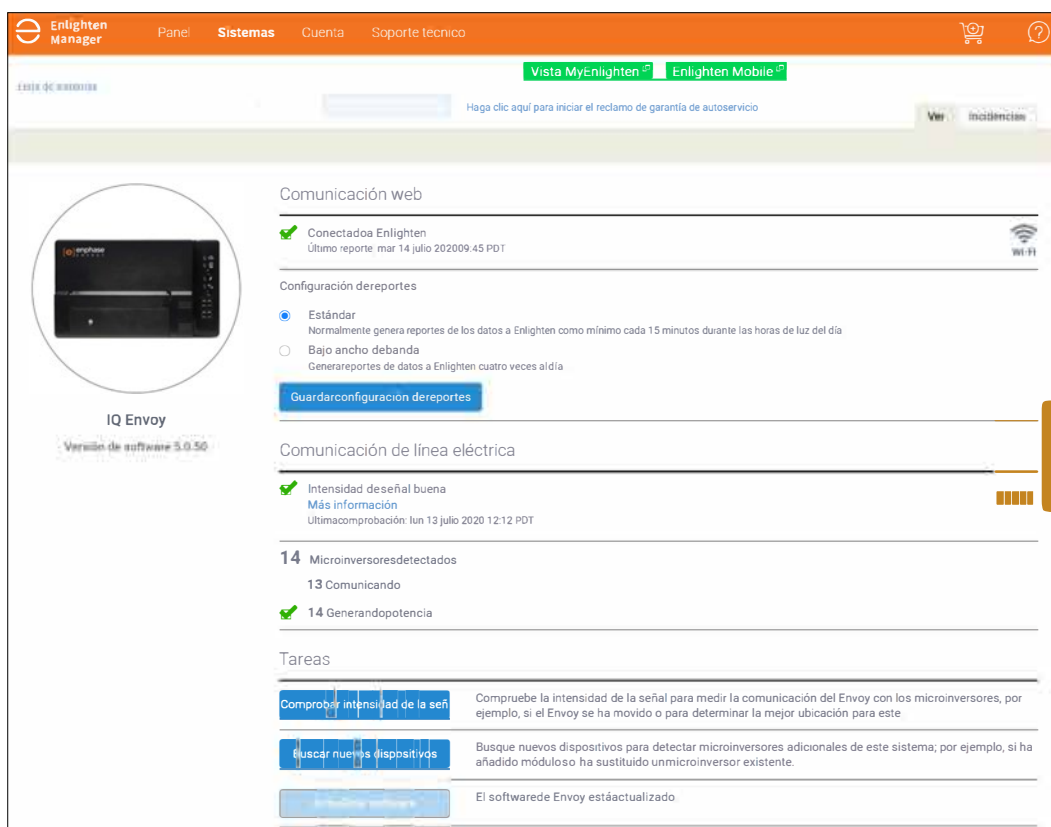 Enlighten
Manager
Panel Sistemas Cuenta Soporte técnico
Vista MyEnlighten Enlighten Mobile
Haga clic aquí para iniciar el reclamo de garantía de autoservicio
Ver Incidencias
enphase
ENERGY
IQ Envoy
Versión de software 5.0.50
Comunicación web
Conectadoa Enlighten
Último reporte mar 14 julio 202009:45 PDT
WI-FI
Configuración dereportes
Estándar
Normalmente genera reportes de los datos a Enlighten como mínimo cada 15 minutos durante las horas de luz del día
Bajo ancho debanda
Generareportes de datos a Enlighten cuatro veces aldía
Guardarconfiguración dereportes
Comunicación de línea eléctrica
Intensidad deseñal buena
Más información
Ultimacomprobación: lun 13 julio 2020 12:12 PDT
14 Microinversoresdetectados
13 Comunicando
14 Generandopotencia
Tareas
Comprobar intensidad de la señ
Compruebe la intensidad de la señal para medir la comunicación del Envoy con los microinversores, por
ejemplo, si el Envoy se ha movido o para determinar la mejor ubicación para este
Buscar nuevos dispositivos
Busque nuevos dispositivos para detectar microinversores adicionales de este sistema; por ejemplo, si ha
añadido móduloso ha sustituido unmicroinversor existente.
El softwarede Envoy estáactualizado